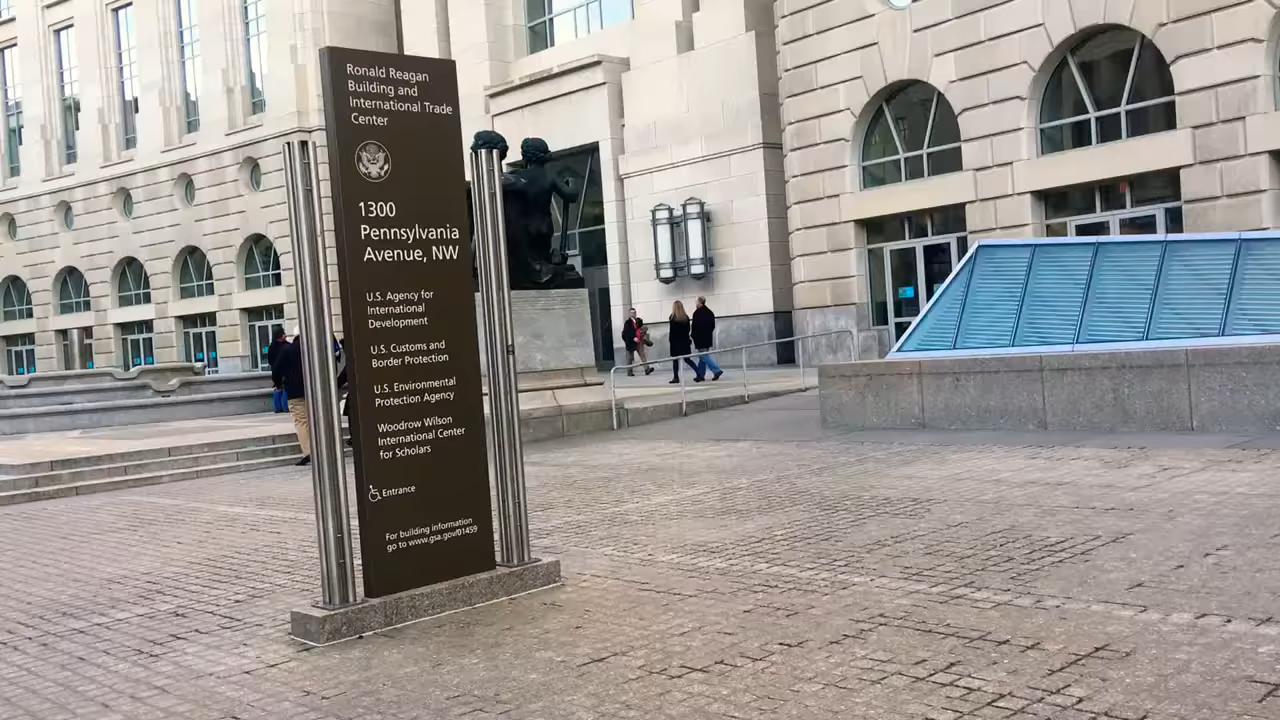 Ronald Reagan
Building and
International Trade
Center
1300
Pennsylvania
Avenue, NW
U.S. Agency for
International
Development
U.S. Customs and
Border Protection
U.S. Environmental
Protection Agency
Woodrow Wilson
International Center
for Scholars
Entrance
For building information
go to www.gsa.gov/01459